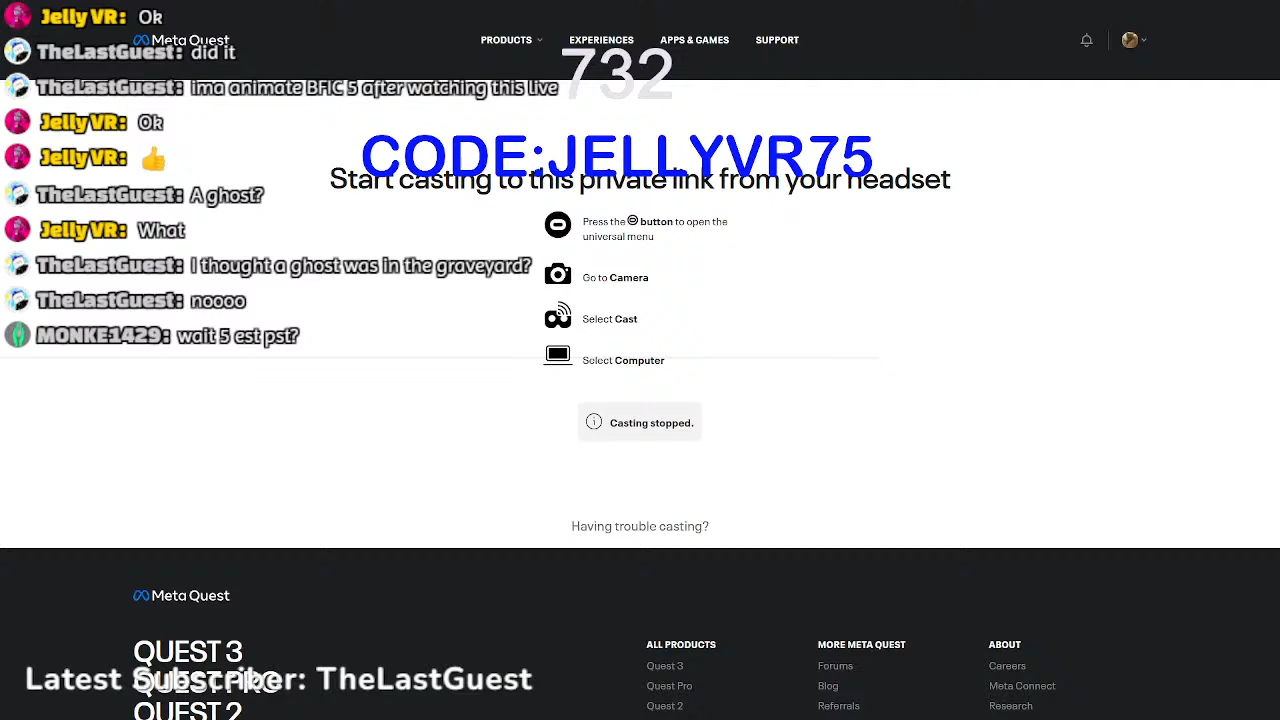 Jelly VR: Ok
TheLastGuest: did it
TheLastGuest: ima animate BFIC 5 after watching this live
Jelly VR: Ok
Jelly VR: 👍
TheLastGuest: A ghost?
Jelly VR: What
TheLastGuest: I thought a ghost was in the graveyard?
TheLastGuest: noooo
MONKE1429: wait 5 est pst?
Meta Quest
PRODUCTS
EXPERIENCES
APPS & GAMES
SUPPORT
732
CODE:JELLYVR75
Start casting to this private link from your headset
Press the button to open the
universal menu
Go to Camera
Select Cast
Select Computer
Casting stopped.
Having trouble casting?
Meta Quest
QUEST 3
QUEST PRO
QUEST 2
Latest Subscriber: TheLastGuest
ALL PRODUCTS
Quest 3
Quest Pro
Quest 2
MORE META QUEST
Forums
Blog
Referrals
ABOUT
Careers
Meta Connect
Research